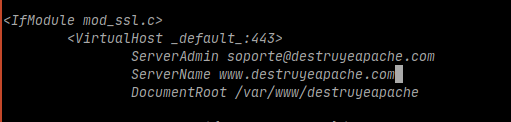 <IfModule mod_ssl.c>
<VirtualHost _default_:443>
ServerAdmin soporte@destruyeapache.com
ServerName www.destruyeapache.com
DocumentRoot /var/www/destruyeapache